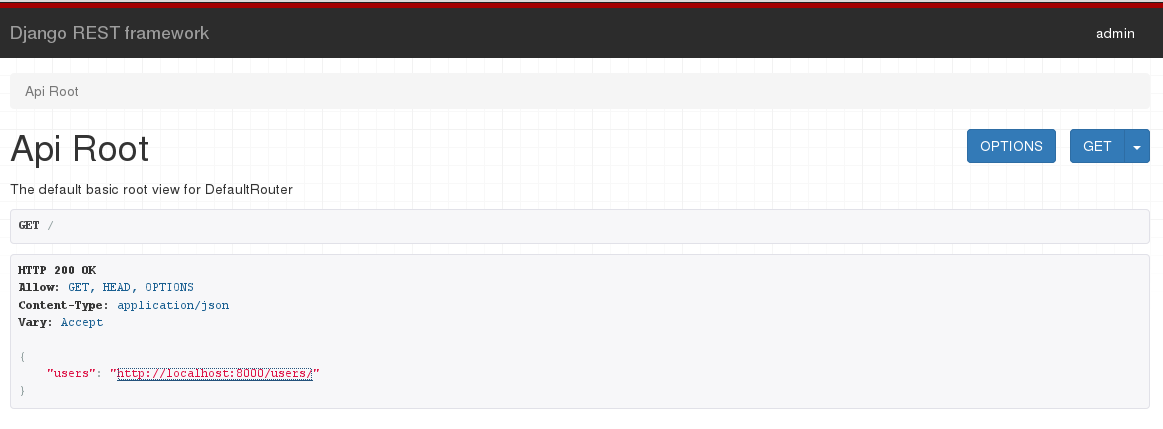 Django REST framework admin
Api Root
Api Root OPTIONS GET
The default basic root view for DefaultRouter
GET /
HTTP 200 OK
Allow: GET, HEAD, OPTIONS
Content-Type: application/json
Vary: Accept
{
    "users": "http://localhost:8000/users/"
}